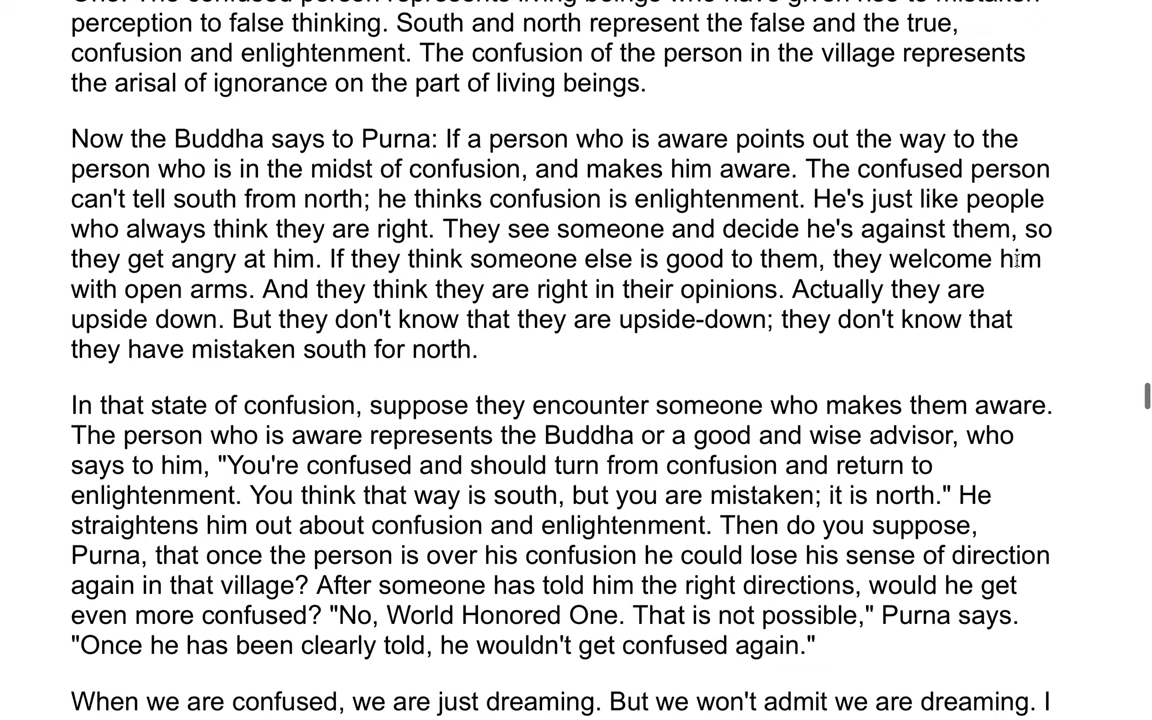 perception to false thinking. South and north represent the false and the true,
confusion and enlightenment. The confusion of the person in the village represents
the arisal of ignorance on the part of living beings.
Now the Buddha says to Purna: If a person who is aware points out the way to the
person who is in the midst of confusion, and makes him aware. The confused person
can't tell south from north; he thinks confusion is enlightenment. He's just like people
who always think they are right. They see someone and decide he's against them, so
they get angry at him. If they think someone else is good to them, they welcome him
with open arms. And they think they are right in their opinions. Actually they are
upside down. But they don't know that they are upside-down; they don't know that
they have mistaken south for north.
In that state of confusion, suppose they encounter someone who makes them aware.
The person who is aware represents the Buddha or a good and wise advisor, who
says to him, "You're confused and should turn from confusion and return to
enlightenment. You think that way is south, but you are mistaken; it is north." He
straightens him out about confusion and enlightenment. Then do you suppose,
Purna, that once the person is over his confusion he could lose his sense of direction
again in that village? After someone has told him the right directions, would he get
even more confused? "No, World Honored One. That is not possible," Purna says.
"Once he has been clearly told, he wouldn't get confused again."
When we are confused, we are just dreaming. But we won't admit we are dreaming. I